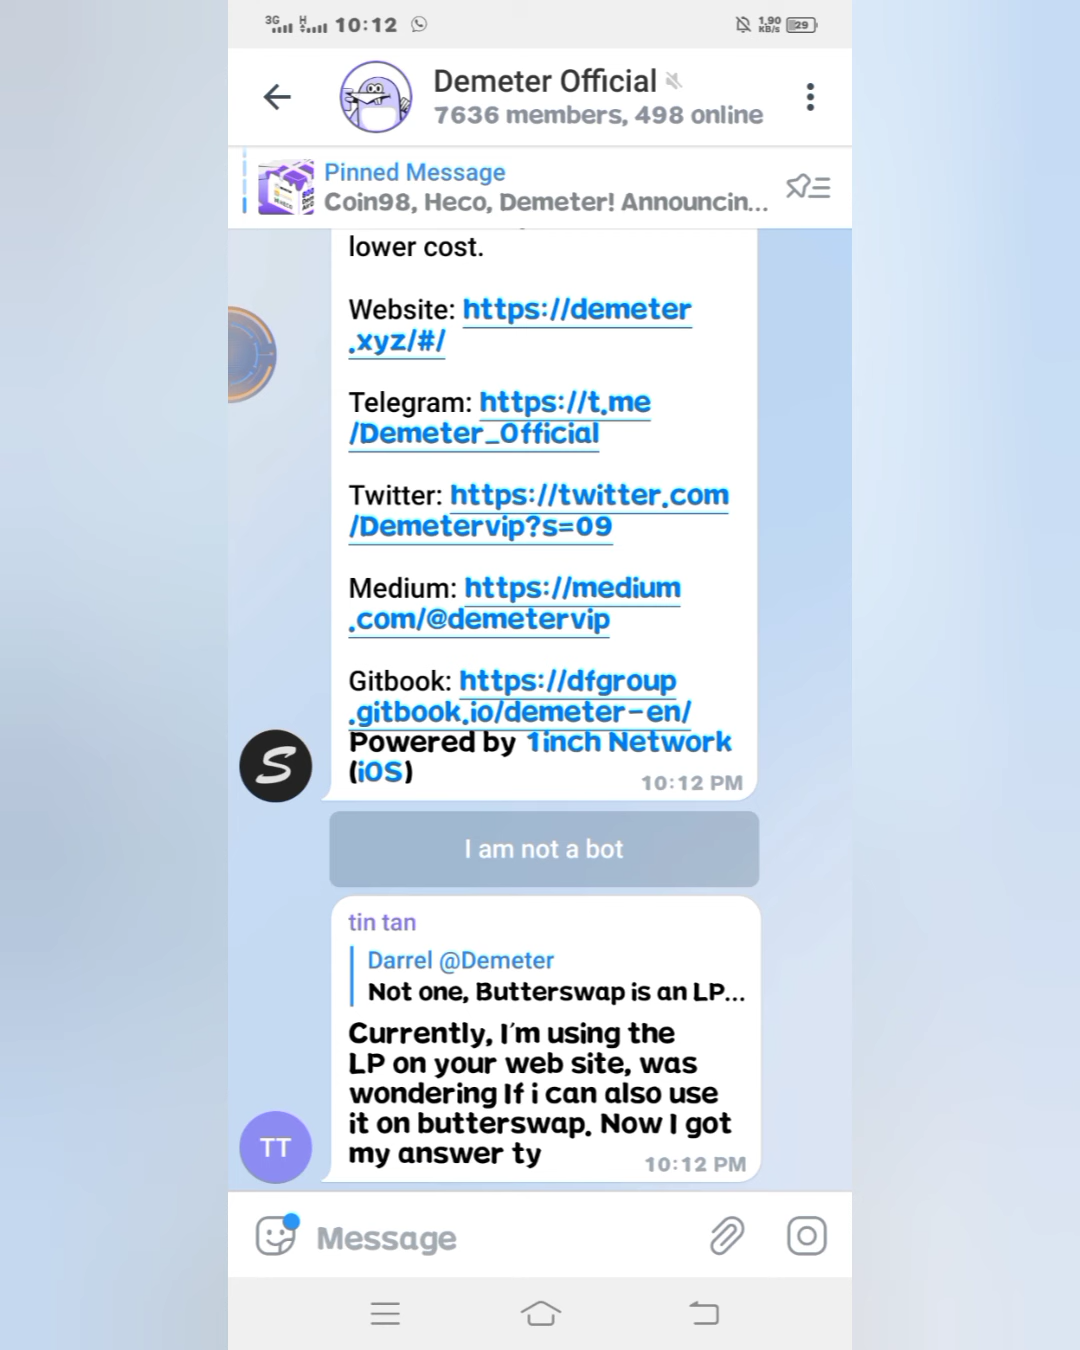 3G H 10:12 1.90 KB/s 29
Demeter Official
7636 members, 498 online
Pinned Message
Coin98, Heco, Demeter! Announcin...
lower cost.
Website: https://demeter
.xyz/#/
Telegram: https://t.me
/Demeter_Official
Twitter: https://twitter.com
/Demetervip?s=09
Medium: https://medium
.com/@demetervip
Gitbook: https://dfgroup
.gitbook.io/demeter-en/
Powered by 1inch Network
(iOS)
10:12 PM
S
I am not a bot
tin tan
Darrel @Demeter
Not one, Butterswap is an LP...
Currently, I'm using the
LP on your web site, was
wondering If i can also use
it on butterswap. Now I got
my answer ty
10:12 PM
TT
Message